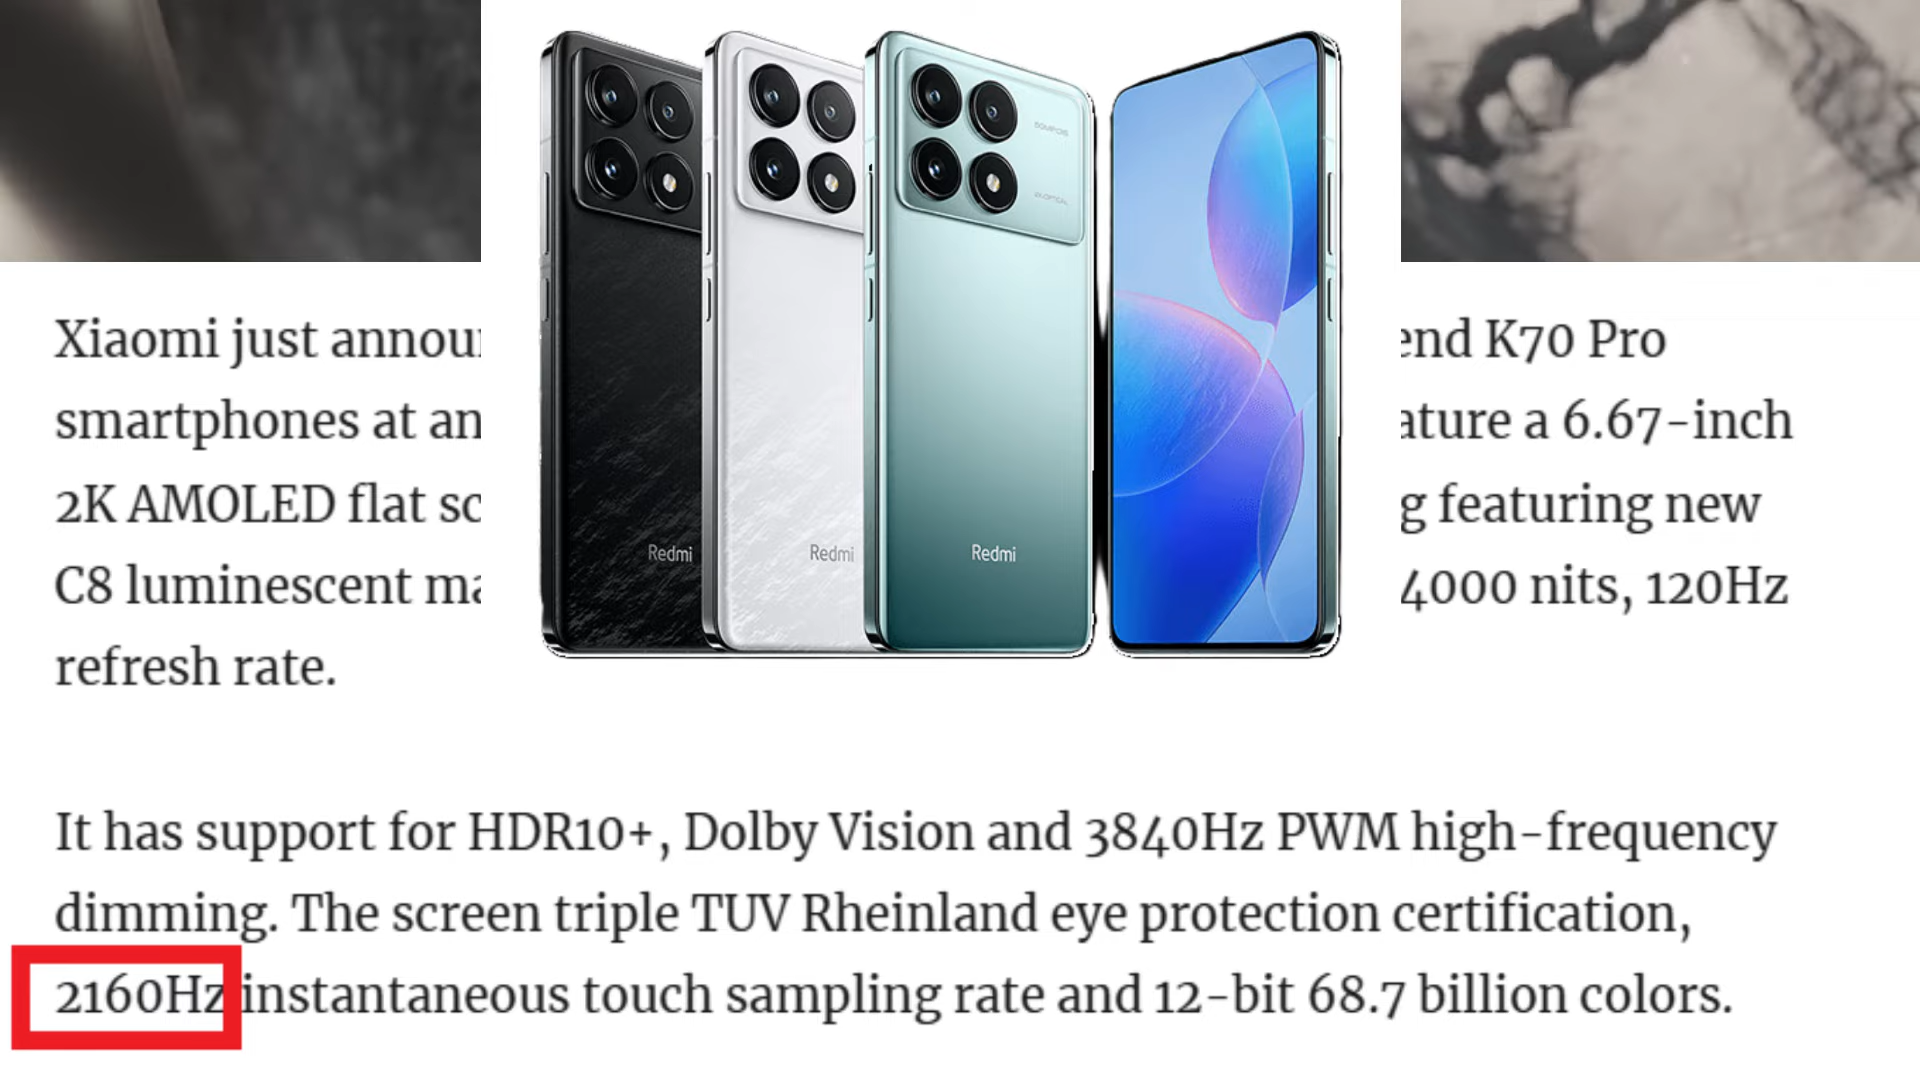 Xiaomi just
end K70 Pro
smartphones at an
ature a 6.67-inch
2K AMOLED flat sc
g featuring new
C8 luminescent ma
4000 nits, 120Hz
refresh rate.
Redmi
Redmi
Redmi
It has support for HDR10+, Dolby Vision and 3840Hz PWM high-frequency
dimming. The screen triple TUV Rheinland eye protection certification,
2160Hz instantaneous touch sampling rate and 12-bit 68.7 billion colors.